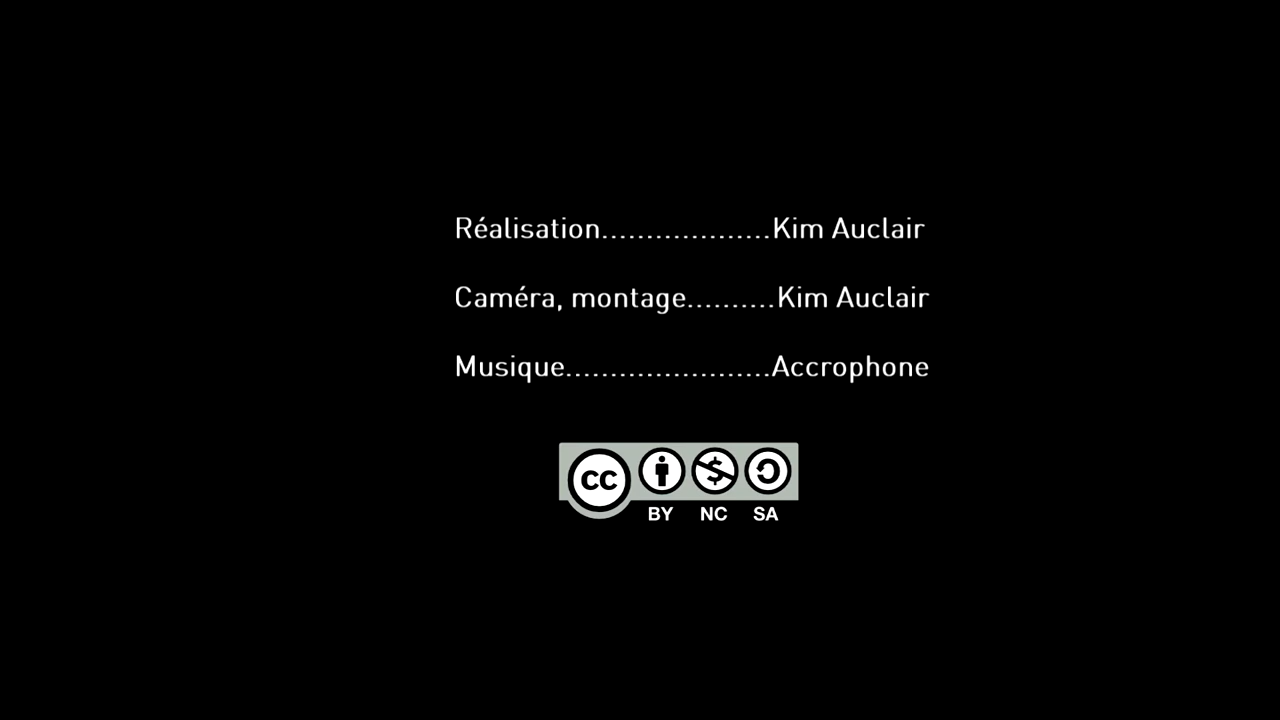 Réalisation...................Kim Auclair
Caméra, montage..........Kim Auclair
Musique.......................Accrophone
CC
BY NC SA